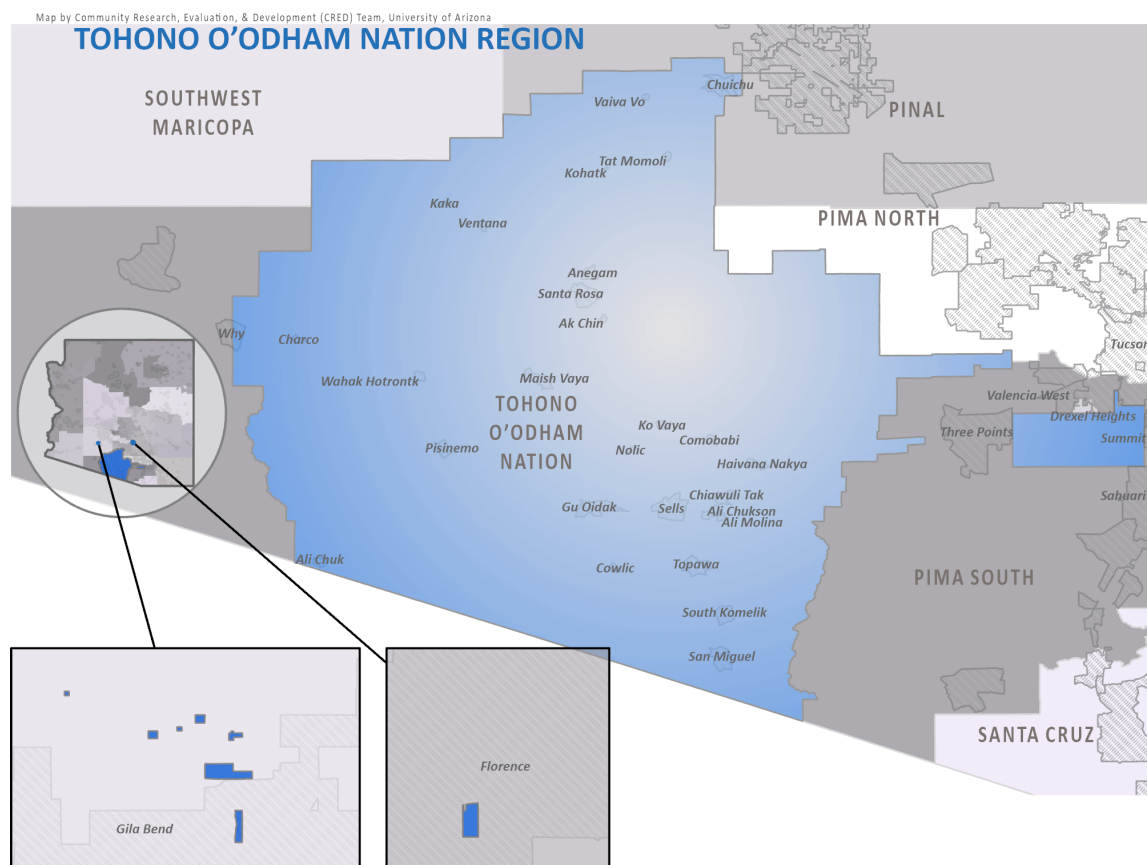 Map by Community Research, Evaluation, & Development (CRED) Team, University of Arizona
TOHONO O'ODHAM NATION REGION
SOUTHWEST
MARICOPA
Chuichu
Vaiva Vo
PINAL
Tat Momoli
Kohatk
Kaka
Ventana
PIMA NORTH
Anegam
Santa Rosa
Ak Chin
Why
Charco
Tucson
Wahak Hotrontk
Maish Vaya
Valencia West
TOHONO
O'ODHAM
NATION
Drexel Heights
Ko Vaya
Three Points
Summit
Comobabi
Pisinemo
Nolic
Haivana Nakya
Chiawuli Tak
Sahuari
Gu Oidak
Sells
Ali Chukson
Ali Molina
Ali Chuk
Cowlic
Topawa
PIMA SOUTH
South Komelik
San Miguel
SANTA CRUZ
Florence
Gila Bend